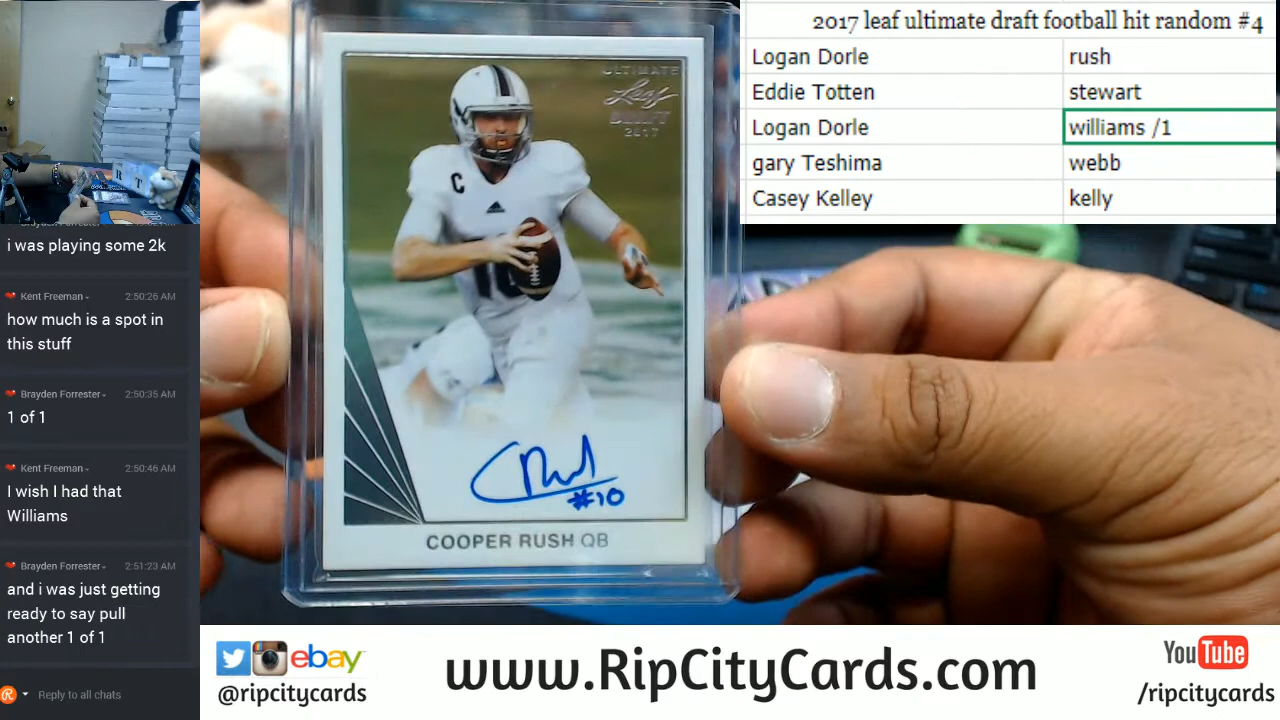 2017 leaf ultimate draft football hit random #4
Logan Dorle rush
Eddie Totten stewart
Logan Dorle williams /1
gary Teshima webb
Casey Kelley kelly
Brayden Forrester
i was playing some 2k
Kent Freeman 2:50:26 AM
how much is a spot in
this stuff
Brayden Forrester 2:50:35 AM
1 of 1
Kent Freeman 2:50:46 AM
I wish I had that
Williams
Brayden Forrester 2:51:23 AM
and i was just getting
ready to say pull
another 1 of 1
Reply to all chats
ULTIMATE
Leaf
DRAFT
2017
C
10
#10
COOPER RUSH QB
ebay
@ripcitycards
www.RipCityCards.com
YouTube
/ripcitycards